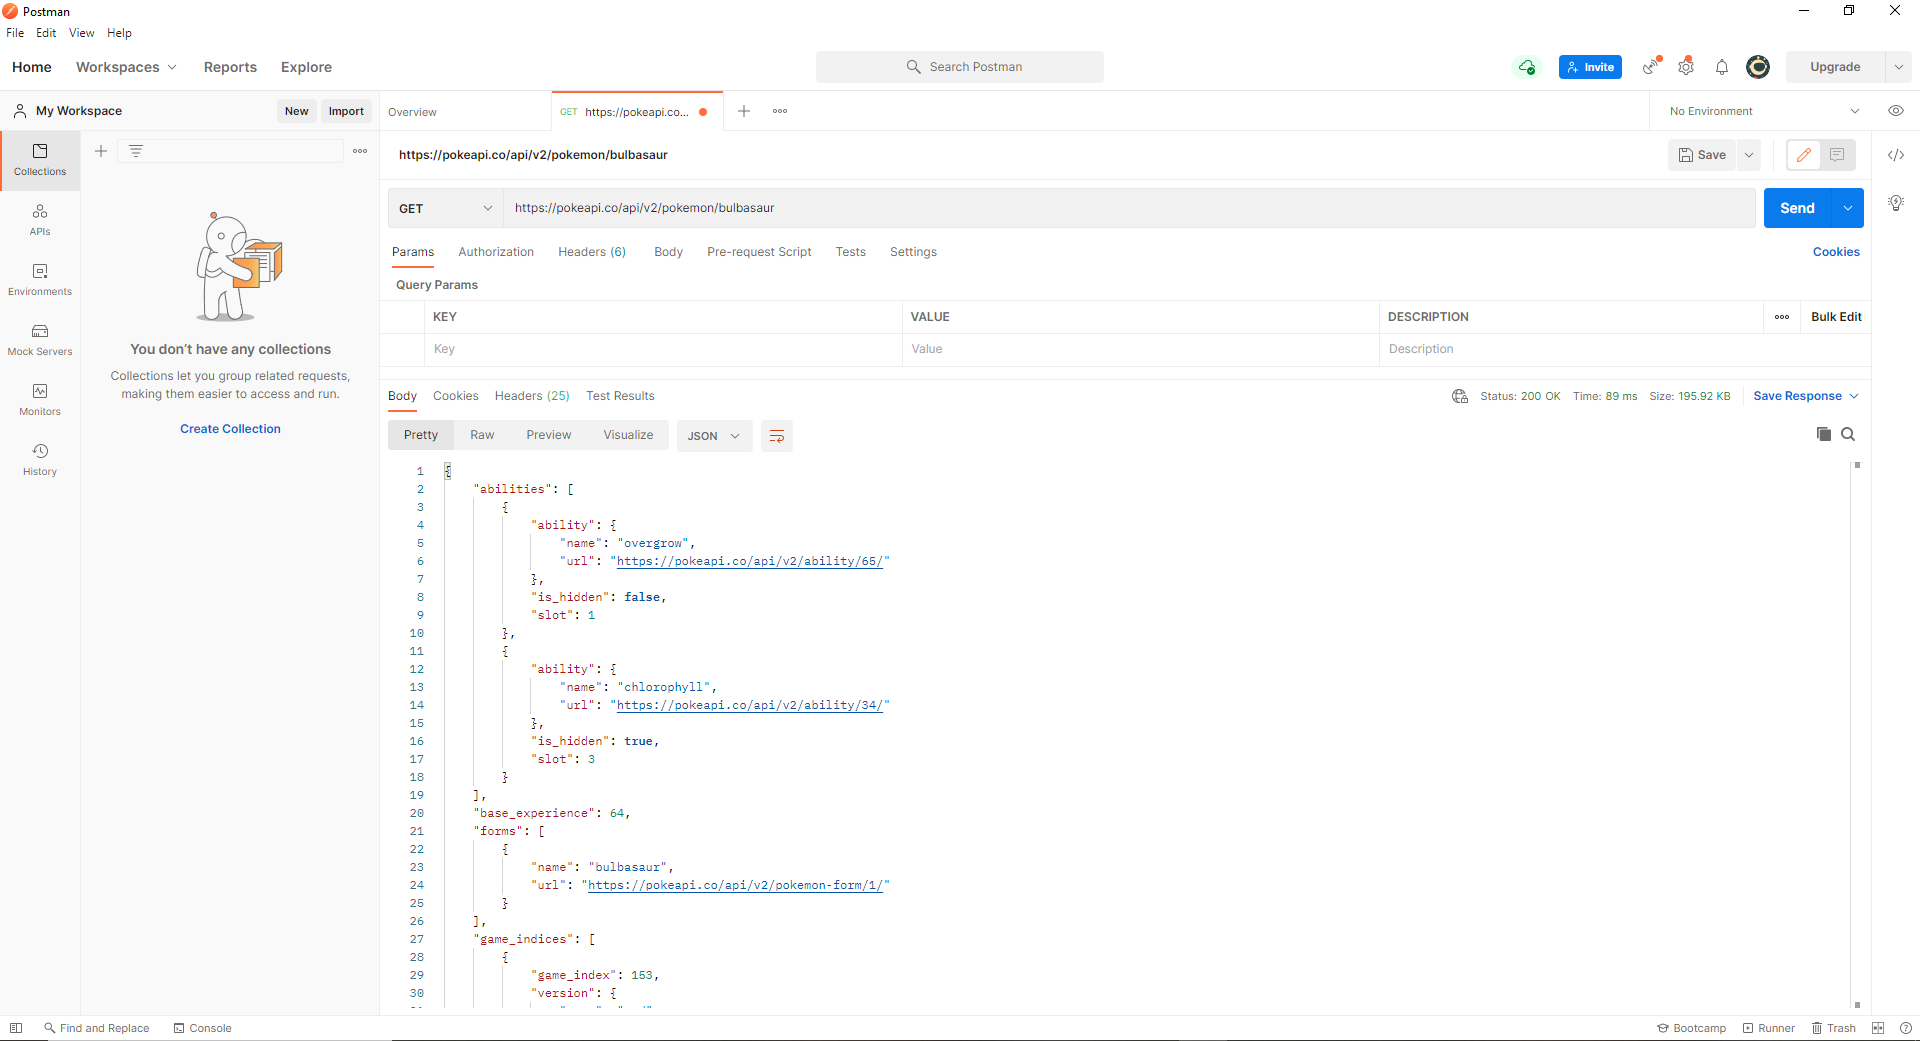 Postman
File Edit View Help
Home Workspaces Reports Explore
Search Postman
Invite
Upgrade
My Workspace
New Import
Overview
GET https://pokeapi.co...
No Environment
Collections
APIs
Environments
Mock Servers
Monitors
History
You don’t have any collections
Collections let you group related requests,
making them easier to access and run.
Create Collection
https://pokeapi.co/api/v2/pokemon/bulbasaur
Save
GET https://pokeapi.co/api/v2/pokemon/bulbasaur
Send
Params Authorization Headers (6) Body Pre-request Script Tests Settings Cookies
Query Params
KEY VALUE DESCRIPTION Bulk Edit
Key Value Description
Body Cookies Headers (25) Test Results Status: 200 OK Time: 89 ms Size: 195.92 KB Save Response
Pretty Raw Preview Visualize JSON
1 {
2 "abilities": [
3 {
4 "ability": {
5 "name": "overgrow",
6 "url": "https://pokeapi.co/api/v2/ability/65/"
7 },
8 "is_hidden": false,
9 "slot": 1
10 },
11 {
12 "ability": {
13 "name": "chlorophyll",
14 "url": "https://pokeapi.co/api/v2/ability/34/"
15 },
16 "is_hidden": true,
17 "slot": 3
18 }
19 ],
20 "base_experience": 64,
21 "forms": [
22 {
23 "name": "bulbasaur",
24 "url": "https://pokeapi.co/api/v2/pokemon-form/1/"
25 }
26 ],
27 "game_indices": [
28 {
29 "game_index": 153,
30 "version": {
Find and Replace Console
Bootcamp Runner Trash